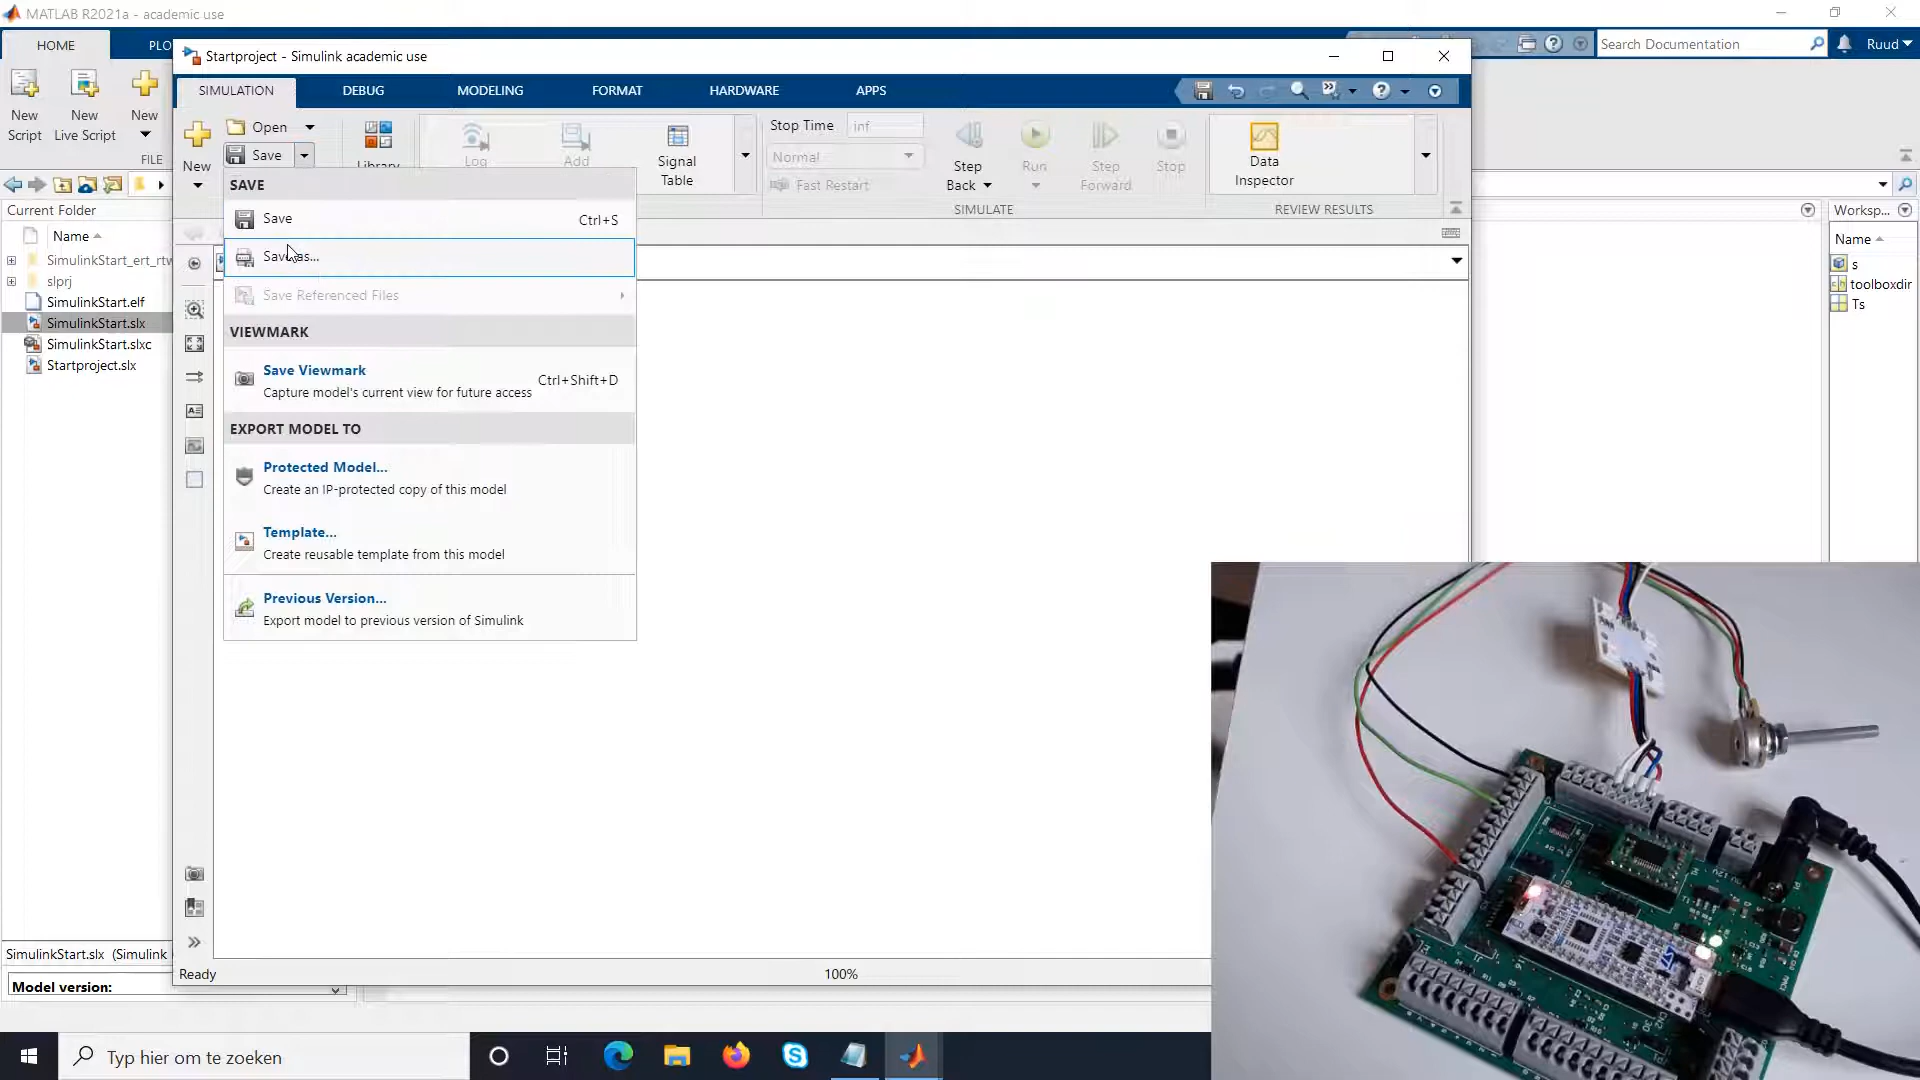 MATLAB R2021a - academic use
HOME
PLO
Search Documentation
Ruud
New
Script
New
Live Script
New
FILE
Startproject - Simulink academic use
SIMULATION
DEBUG
MODELING
FORMAT
HARDWARE
APPS
New
Open
Save
Library
Log
Add
Signal
Table
Stop Time
inf
Normal
Fast Restart
Step
Back
Run
Step
Forward
Stop
SIMULATE
Data
Inspector
REVIEW RESULTS
SAVE
Save
Ctrl+S
Save as...
Save Referenced Files
VIEWMARK
Save Viewmark
Ctrl+Shift+D
Capture model's current view for future access
EXPORT MODEL TO
Protected Model...
Create an IP-protected copy of this model
Template...
Create reusable template from this model
Previous Version...
Export model to previous version of Simulink
Current Folder
Name
SimulinkStart_ert_rtw
slprj
SimulinkStart.elf
SimulinkStart.slx
SimulinkStart.slxc
Startproject.slx
Worksp...
Name
s
toolboxdir
Ts
SimulinkStart.slx (Simulink
Model version:
Ready
100%
Typ hier om te zoeken